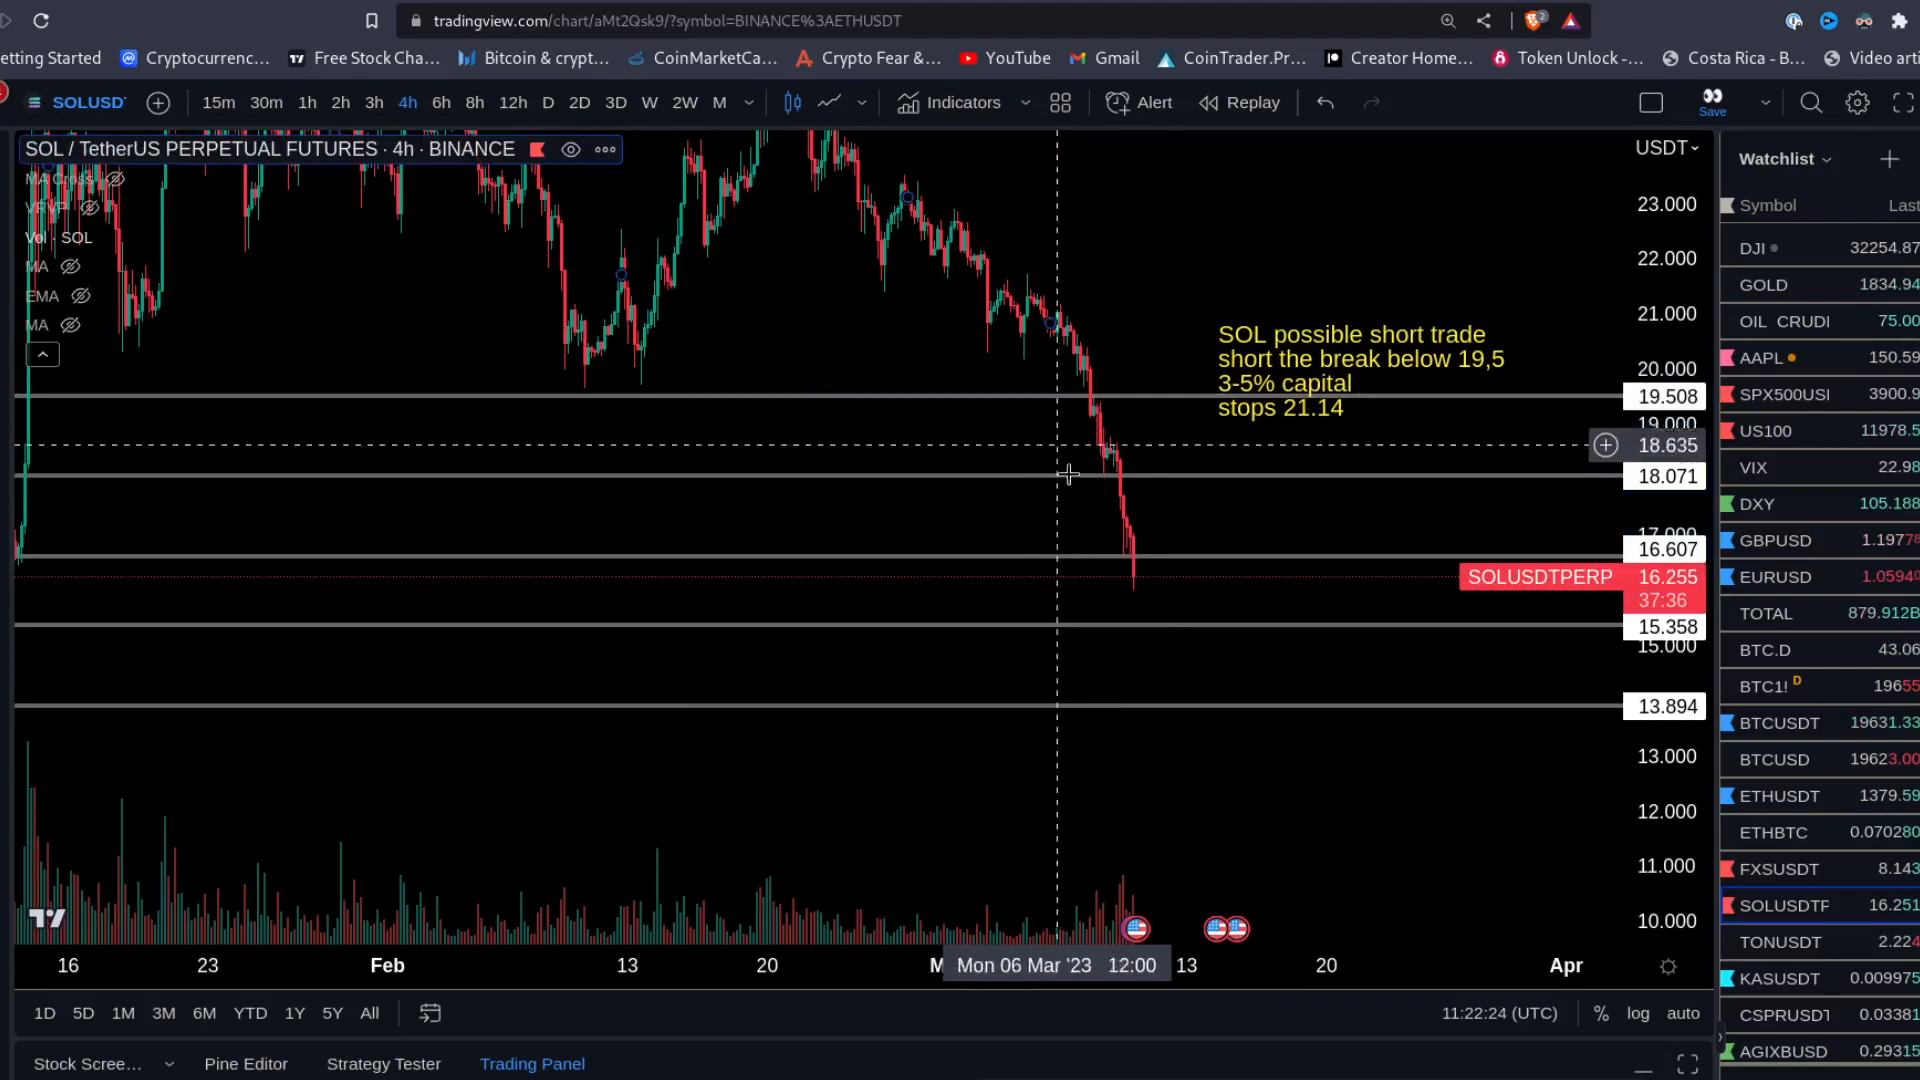 tradingview.com/chart/aMt2Qsk9/?symbol=BINANCE%3AETHUSDT
2
etting Started Cryptocurrenc... Free Stock Cha... Bitcoin & crypt... CoinMarketCa... Crypto Fear &... YouTube Gmail CoinTrader.Pr... Creator Home... Token Unlock -... Costa Rica - B... Video arti
SOLUSD 15m 30m 1h 2h 3h 4h 6h 8h 12h D 2D 3D W 2W M Indicators Alert Replay Save
SOL / TetherUS PERPETUAL FUTURES · 4h · BINANCE
MA Cross
VRVP
Vol · SOL
MA
EMA
MA
SOL possible short trade
short the break below 19,5
3-5% capital
stops 21.14
USDT
23.000
22.000
21.000
20.000
19.508
19.000
18.635
18.071
17.000
16.607
SOLUSDTPERP 16.255
37:36
15.358
15.000
13.894
13.000
12.000
11.000
10.000
16 23 Feb 13 20 M Mon 06 Mar '23 12:00 13 20 Apr
1D 5D 1M 3M 6M YTD 1Y 5Y All 11:22:24 (UTC) % log auto
Stock Scree... Pine Editor Strategy Tester Trading Panel
Watchlist
Symbol Last
DJI 32254.87
GOLD 1834.94
OIL CRUDI 75.00
AAPL 150.59
SPX500USI 3900.9
US100 11978.5
VIX 22.98
DXY 105.188
GBPUSD 1.19778
EURUSD 1.05940
TOTAL 879.912B
BTC.D 43.06
BTC1! D 19655
BTCUSDT 19631.33
BTCUSD 19623.00
ETHUSDT 1379.59
ETHBTC 0.070280
FXSUSDT 8.143
SOLUSDTF 16.251
TONUSDT 2.224
KASUSDT 0.009975
CSPRUSDT 0.03381
AGIXBUSD 0.29315